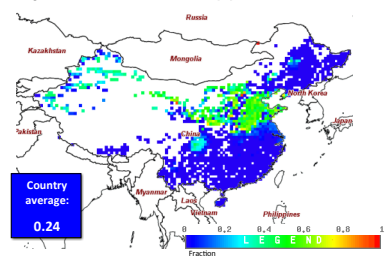 Russia
Kazakhstan
Mongolia
North Korea
Japan
Pakistan
China
Myanmar
Laos
Vietnam
Philippines
Country
average:
0.24
0 0,2 0,4 0,6 0,8 1
LEGEND
Fraction